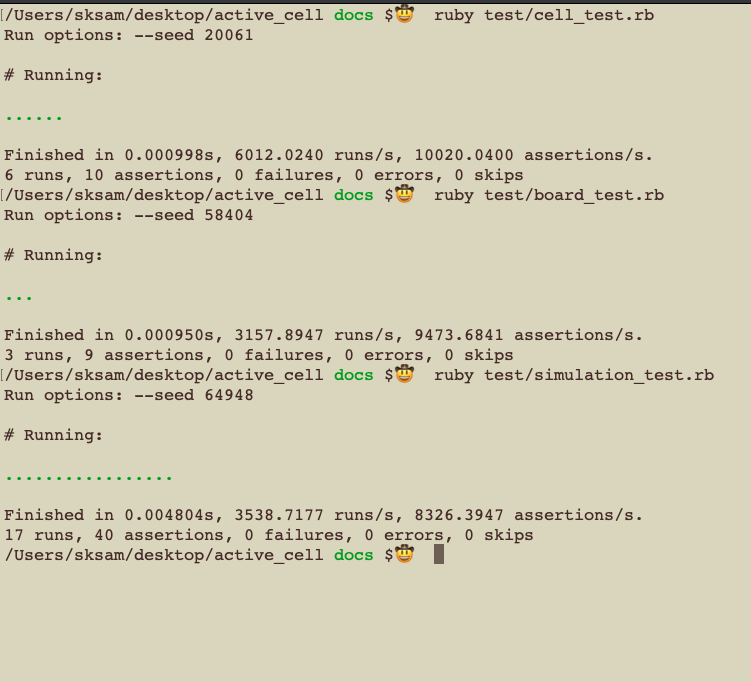 /Users/sksam/desktop/active_cell docs $🤠 ruby test/cell_test.rb
Run options: --seed 20061
# Running:
......
Finished in 0.000998s, 6012.0240 runs/s, 10020.0400 assertions/s.
6 runs, 10 assertions, 0 failures, 0 errors, 0 skips
/Users/sksam/desktop/active_cell docs $🤠 ruby test/board_test.rb
Run options: --seed 58404
# Running:
...
Finished in 0.000950s, 3157.8947 runs/s, 9473.6841 assertions/s.
3 runs, 9 assertions, 0 failures, 0 errors, 0 skips
/Users/sksam/desktop/active_cell docs $🤠 ruby test/simulation_test.rb
Run options: --seed 64948
# Running:
.................
Finished in 0.004804s, 3538.7177 runs/s, 8326.3947 assertions/s.
17 runs, 40 assertions, 0 failures, 0 errors, 0 skips
/Users/sksam/desktop/active_cell docs $🤠